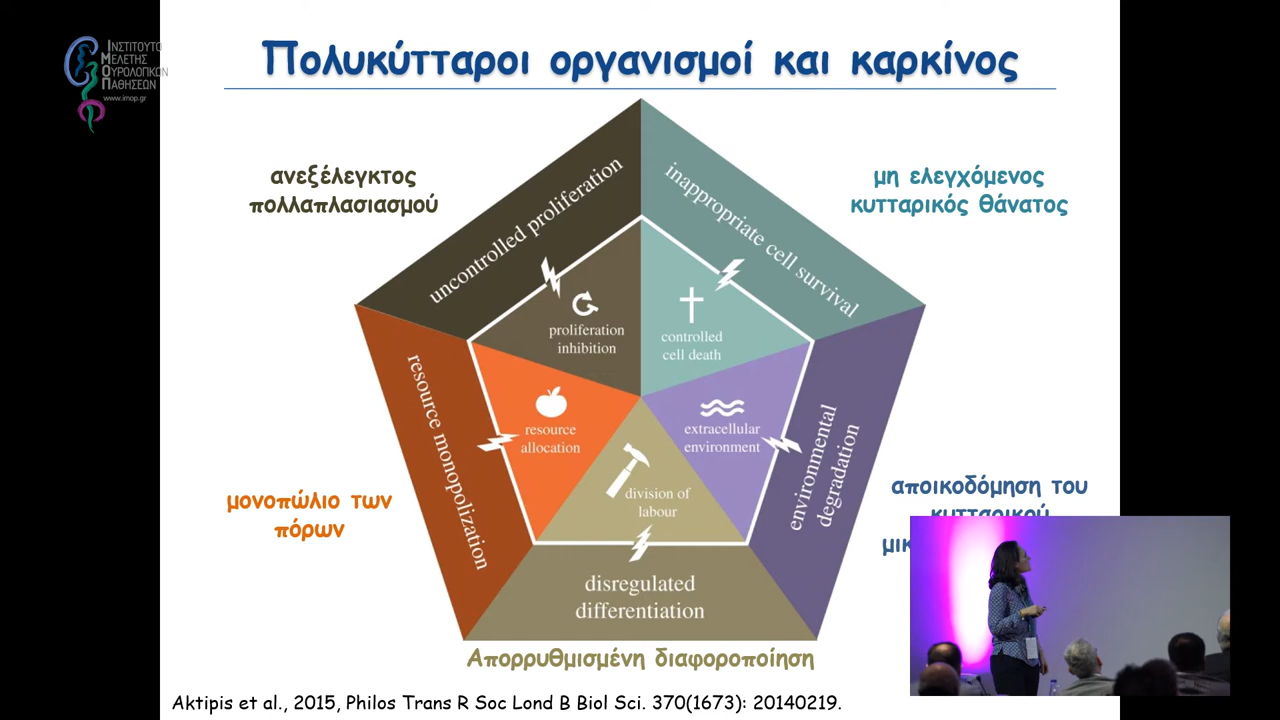 ΙΝΣΤΙΤΟΥΤΟ
ΜΕΛΕΤΗΣ
ΟΥΡΟΛΟΓΙΚΩΝ
ΠΑΘΗΣΕΩΝ
www.imop.gr
Πολυκύτταροι οργανισμοί και καρκίνος
ανεξέλεγκτος
πολλαπλασιασμού
μη ελεγχόμενος
κυτταρικός θάνατος
uncontrolled proliferation
inappropriate cell survival
proliferation
inhibition
controlled
cell death
resource monopolization
resource
allocation
extracellular
environment
environmental
degradation
division of
labour
disregulated
differentiation
μονοπώλιο των
πόρων
αποικοδόμηση του
κυτταρικού
Απορρυθμισμένη διαφοροποίηση
Aktipis et al., 2015, Philos Trans R Soc Lond B Biol Sci. 370(1673): 20140219.